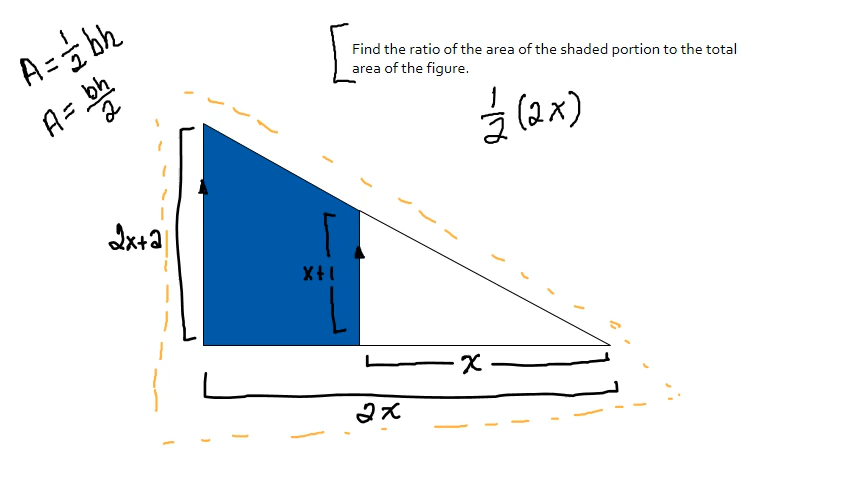 A = 1/2 bh
A = bh/2
Find the ratio of the area of the shaded portion to the total
area of the figure.
1/2 (2x)
2x+2
x+1
x
2x